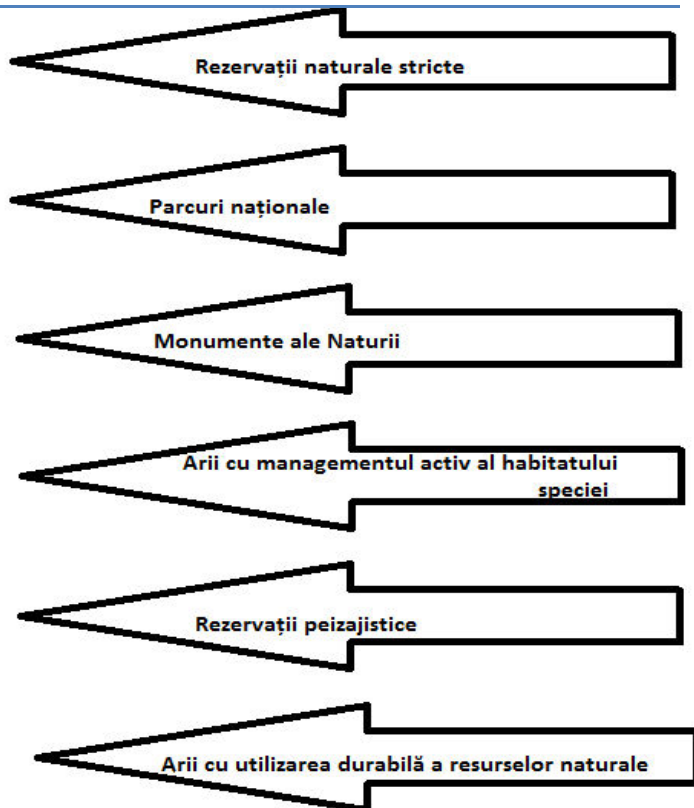 Rezervații naturale stricte
Parcuri naționale
Monumente ale Naturii
Arii cu managementul activ al habitatului
speciei
Rezervații peizajistice
Arii cu utilizarea durabilă a resurselor naturale